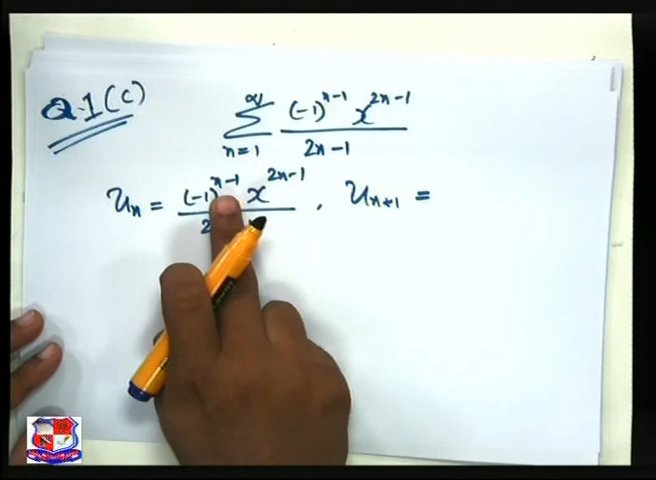 Q.1(c) ∑_{n=1}^{∞} (-1)^{n-1} x^{2n-1} / 2n-1
u_n = (-1)^{n-1} x^{2n-1} / 2 , u_{n+1} =